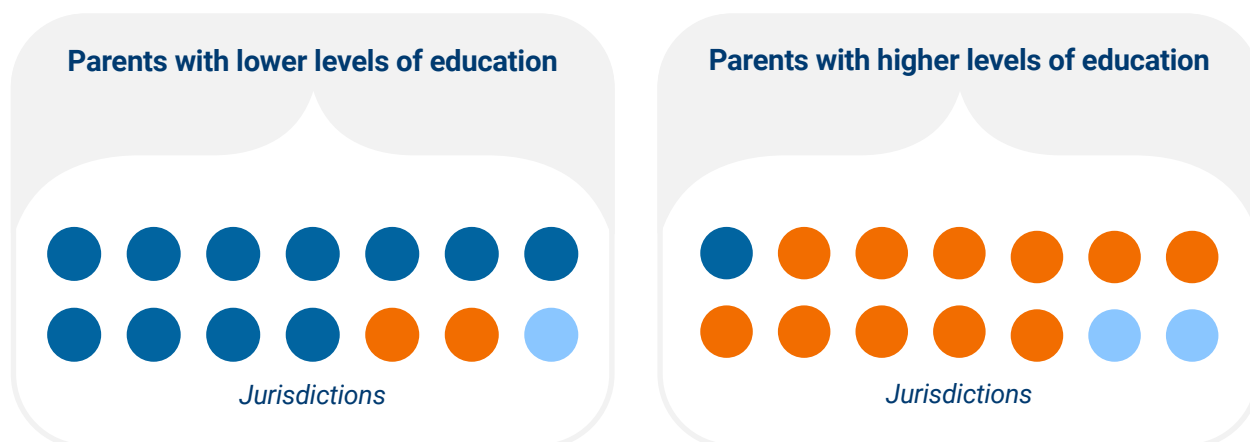 Parents with lower levels of education
Parents with higher levels of education
Jurisdictions
Jurisdictions